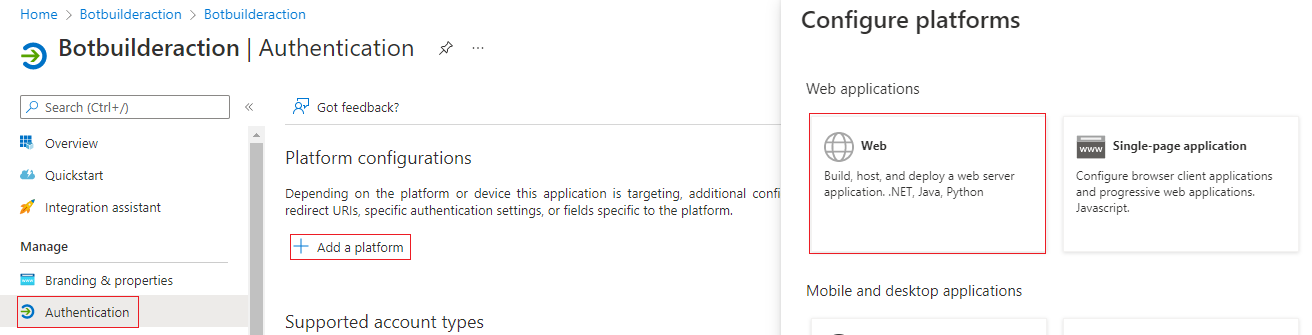 Home > Botbuilderaction > Botbuilderaction
Botbuilderaction | Authentication
Search (Ctrl+/)
Overview
Quickstart
Integration assistant
Manage
Branding & properties
Authentication
Got feedback?
Platform configurations
Depending on the platform or device this application is targeting, additional confi
redirect URIs, specific authentication settings, or fields specific to the platform.
Add a platform
Supported account types
Configure platforms
Web applications
Web
Build, host, and deploy a web server
application. .NET, Java, Python
www
Single-page application
Configure browser client applications
and progressive web applications.
Javascript.
Mobile and desktop applications